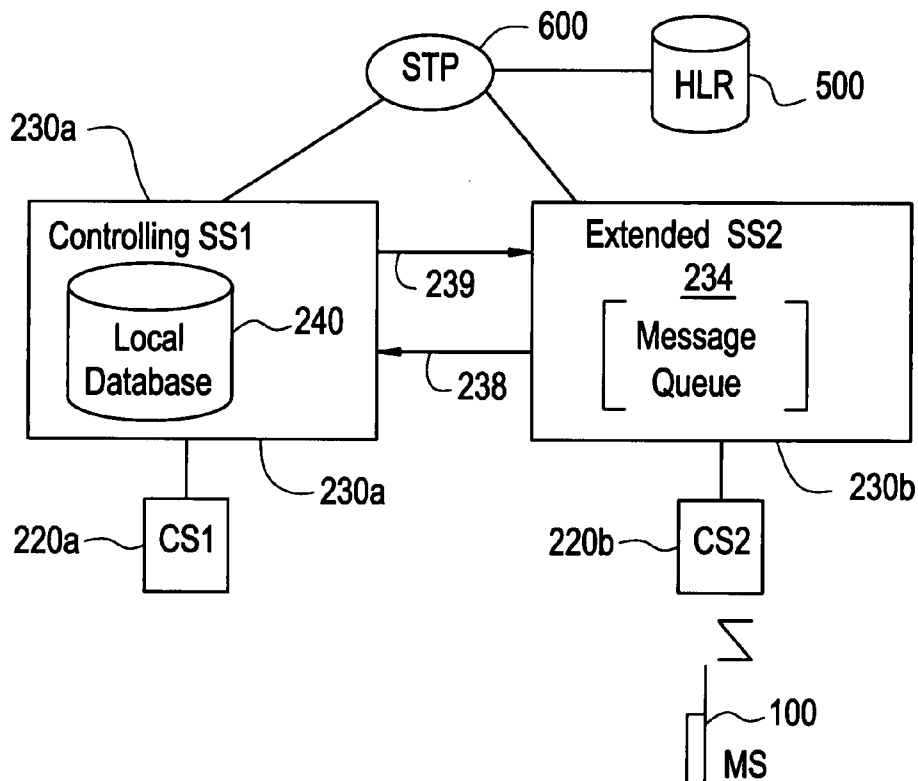 600
STP
HLR
500
230a
Controlling SS1
Extended SS2
239
234
240
Local
Database
Message
Queue
238
230a
230b
220a
CS1
220b
CS2
100
MS